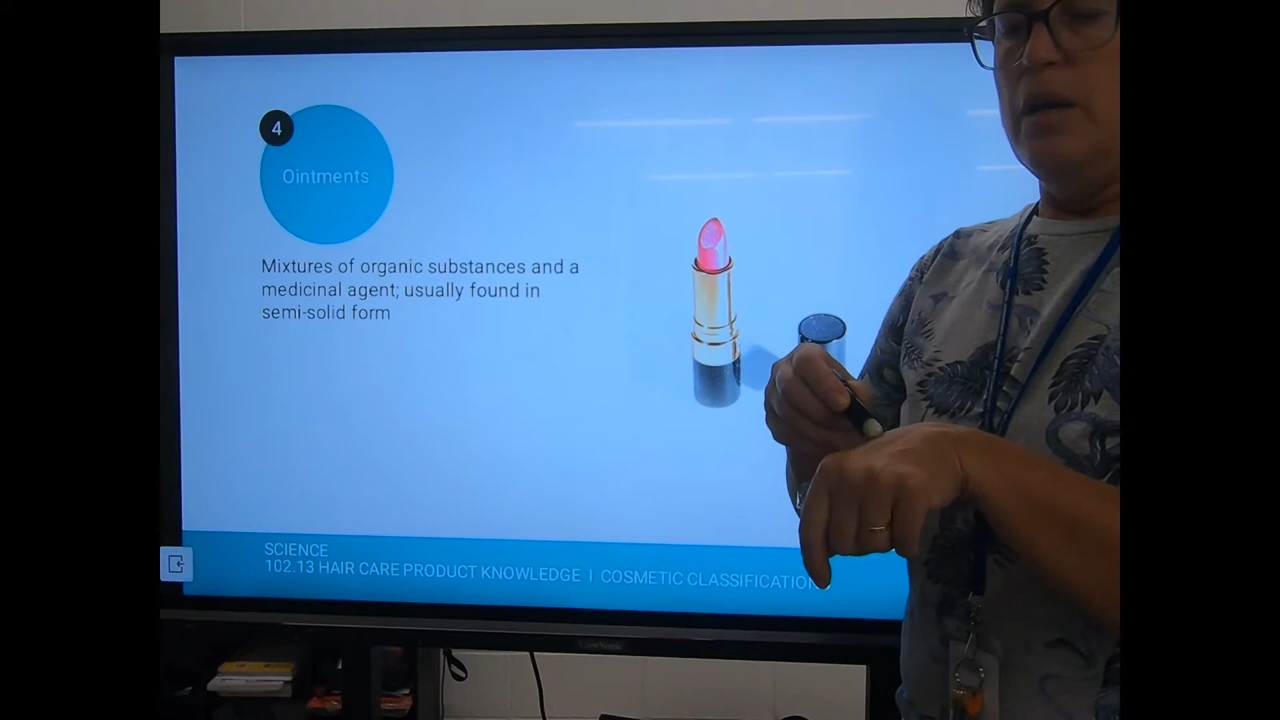 4
Ointments
Mixtures of organic substances and a
medicinal agent; usually found in
semi-solid form
SCIENCE
102.13 HAIR CARE PRODUCT KNOWLEDGE I COSMETIC CLASSIFICATION
ViewSonic